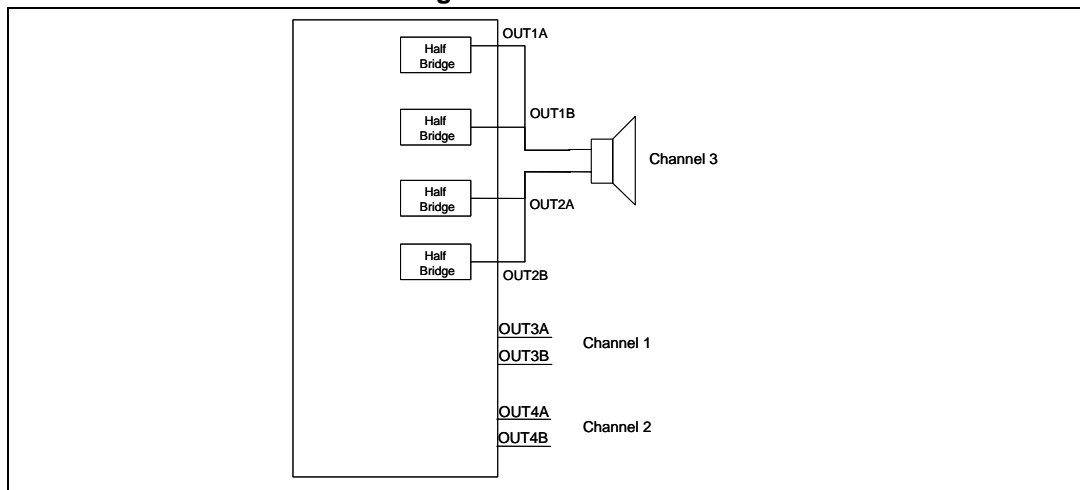 OUT1A
Half
Bridge
OUT1B
Half
Bridge
Channel 3
Half
Bridge
OUT2A
Half
Bridge
OUT2B
OUT3A
Channel 1
OUT3B
OUT4A
Channel 2
OUT4B